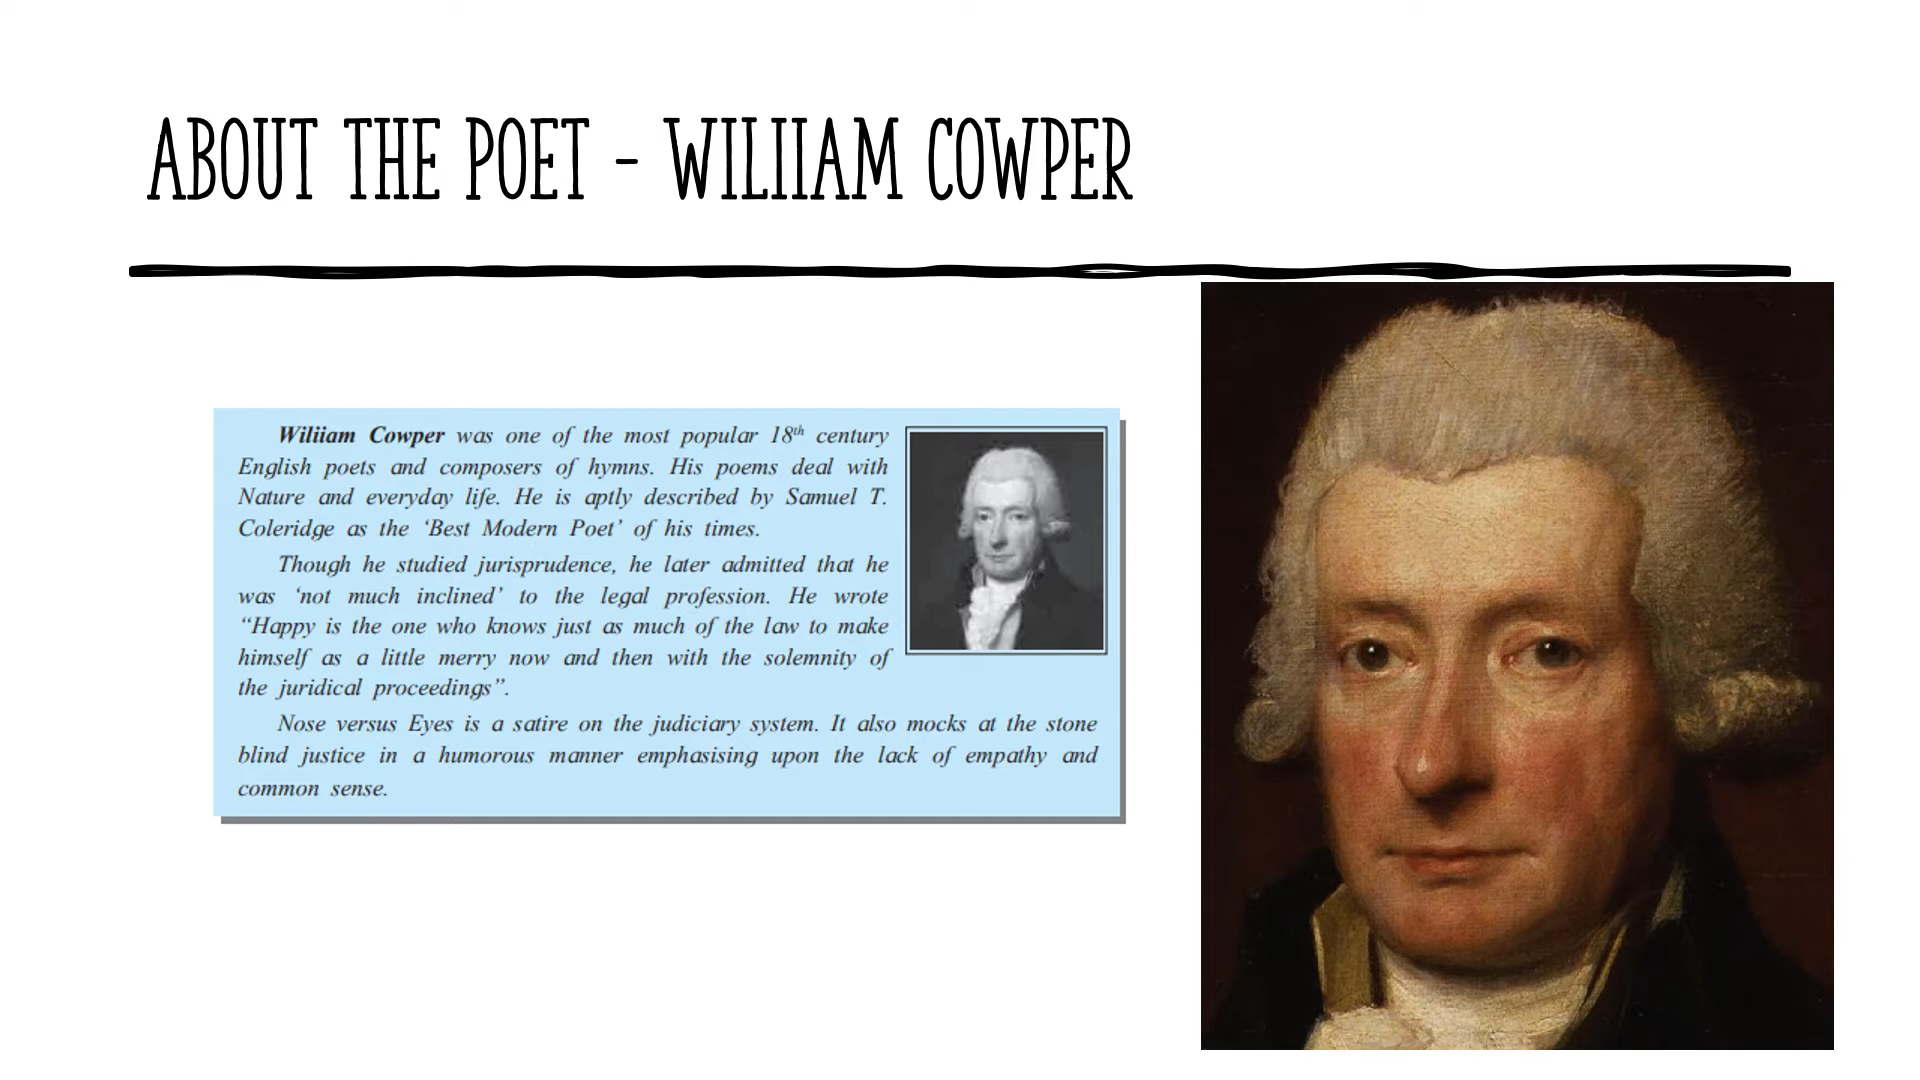 ABOUT THE POET - WILIIAM COWPER
Wiliiam Cowper was one of the most popular 18th century
English poets and composers of hymns. His poems deal with
Nature and everyday life. He is aptly described by Samuel T.
Coleridge as the ‘Best Modern Poet’ of his times.
Though he studied jurisprudence, he later admitted that he
was ‘not much inclined’ to the legal profession. He wrote
“Happy is the one who knows just as much of the law to make
himself as a little merry now and then with the solemnity of
the juridical proceedings”.
Nose versus Eyes is a satire on the judiciary system. It also mocks at the stone
blind justice in a humorous manner emphasising upon the lack of empathy and
common sense.